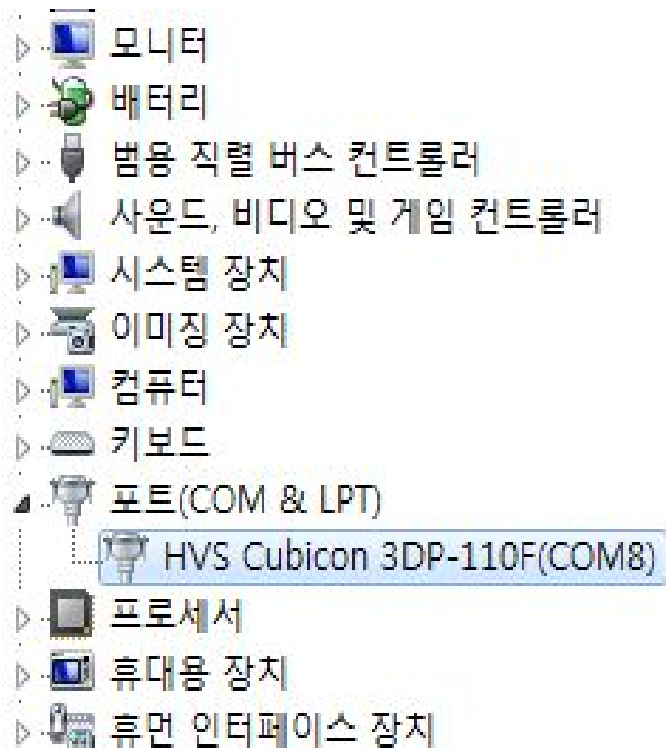 모니터
배터리
범용 직렬 버스 컨트롤러
사운드, 비디오 및 게임 컨트롤러
시스템 장치
이미징 장치
컴퓨터
키보드
포트(COM & LPT)
HVS Cubicon 3DP-110F(COM8)
프로세서
휴대용 장치
휴먼 인터페이스 장치